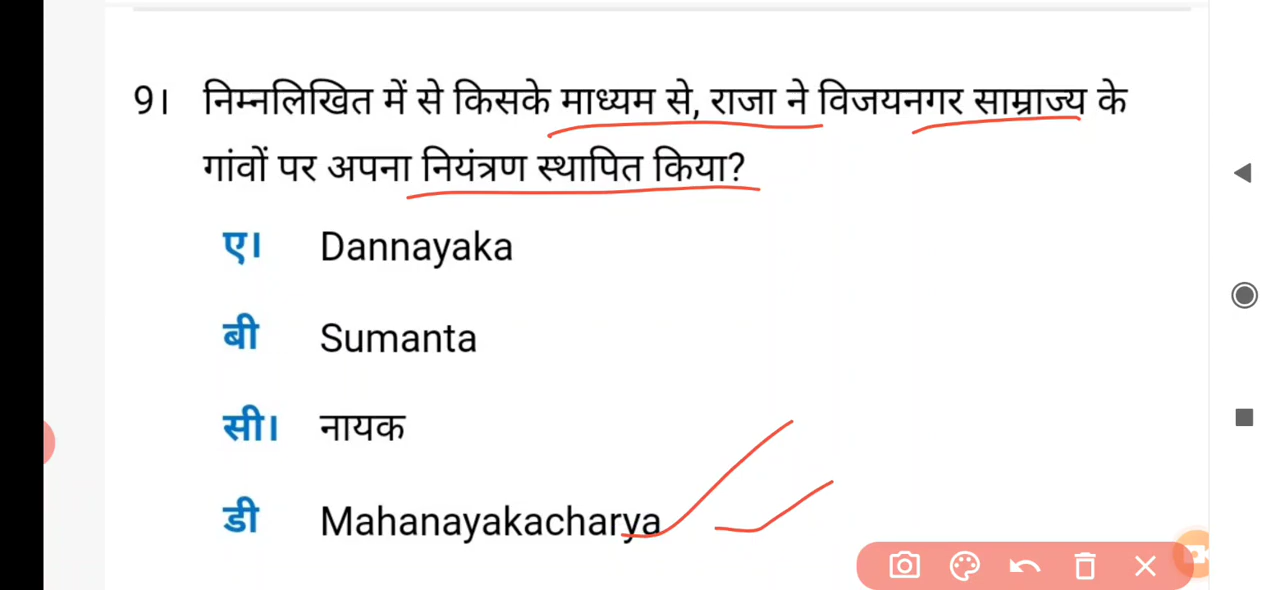 9। निम्नलिखित में से किसके माध्यम से, राजा ने विजयनगर साम्राज्य के
गांवों पर अपना नियंत्रण स्थापित किया?
ए। Dannayaka
बी Sumanta
सी। नायक
डी Mahanayakacharya